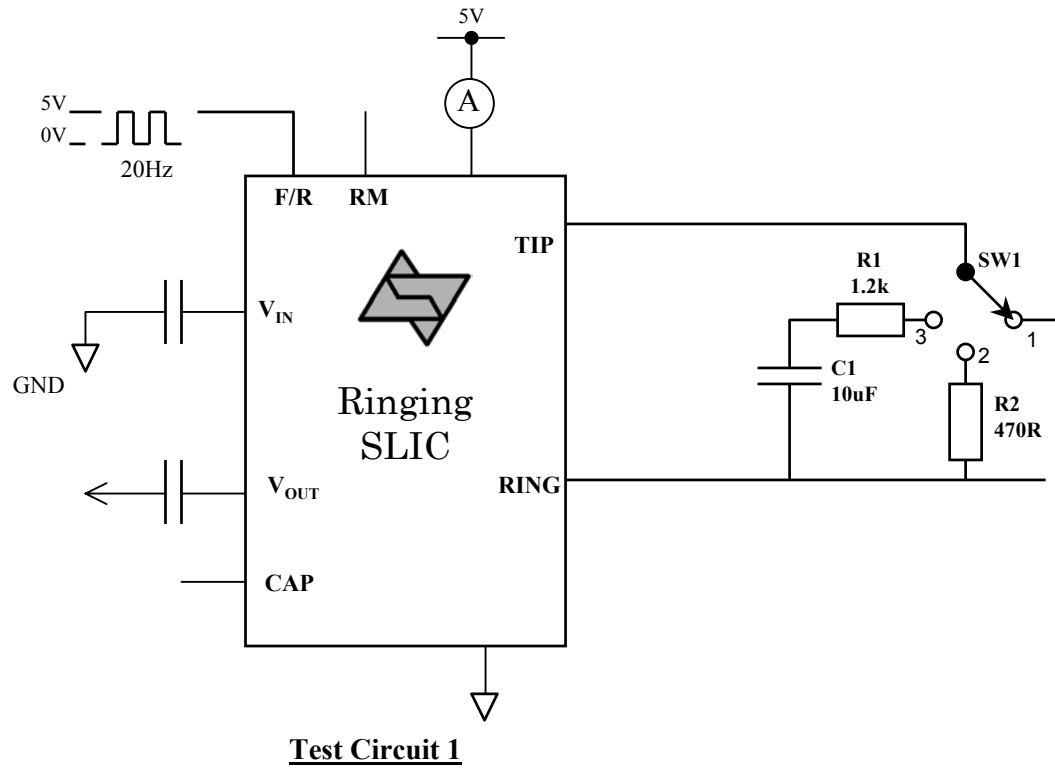 5V
A
5V
0V
20Hz
F/R RM
TIP
SW1
R1
1.2k
3
1
2
V_IN
GND
C1
10uF
R2
470R
Ringing
SLIC
V_OUT
RING
CAP
Test Circuit 1